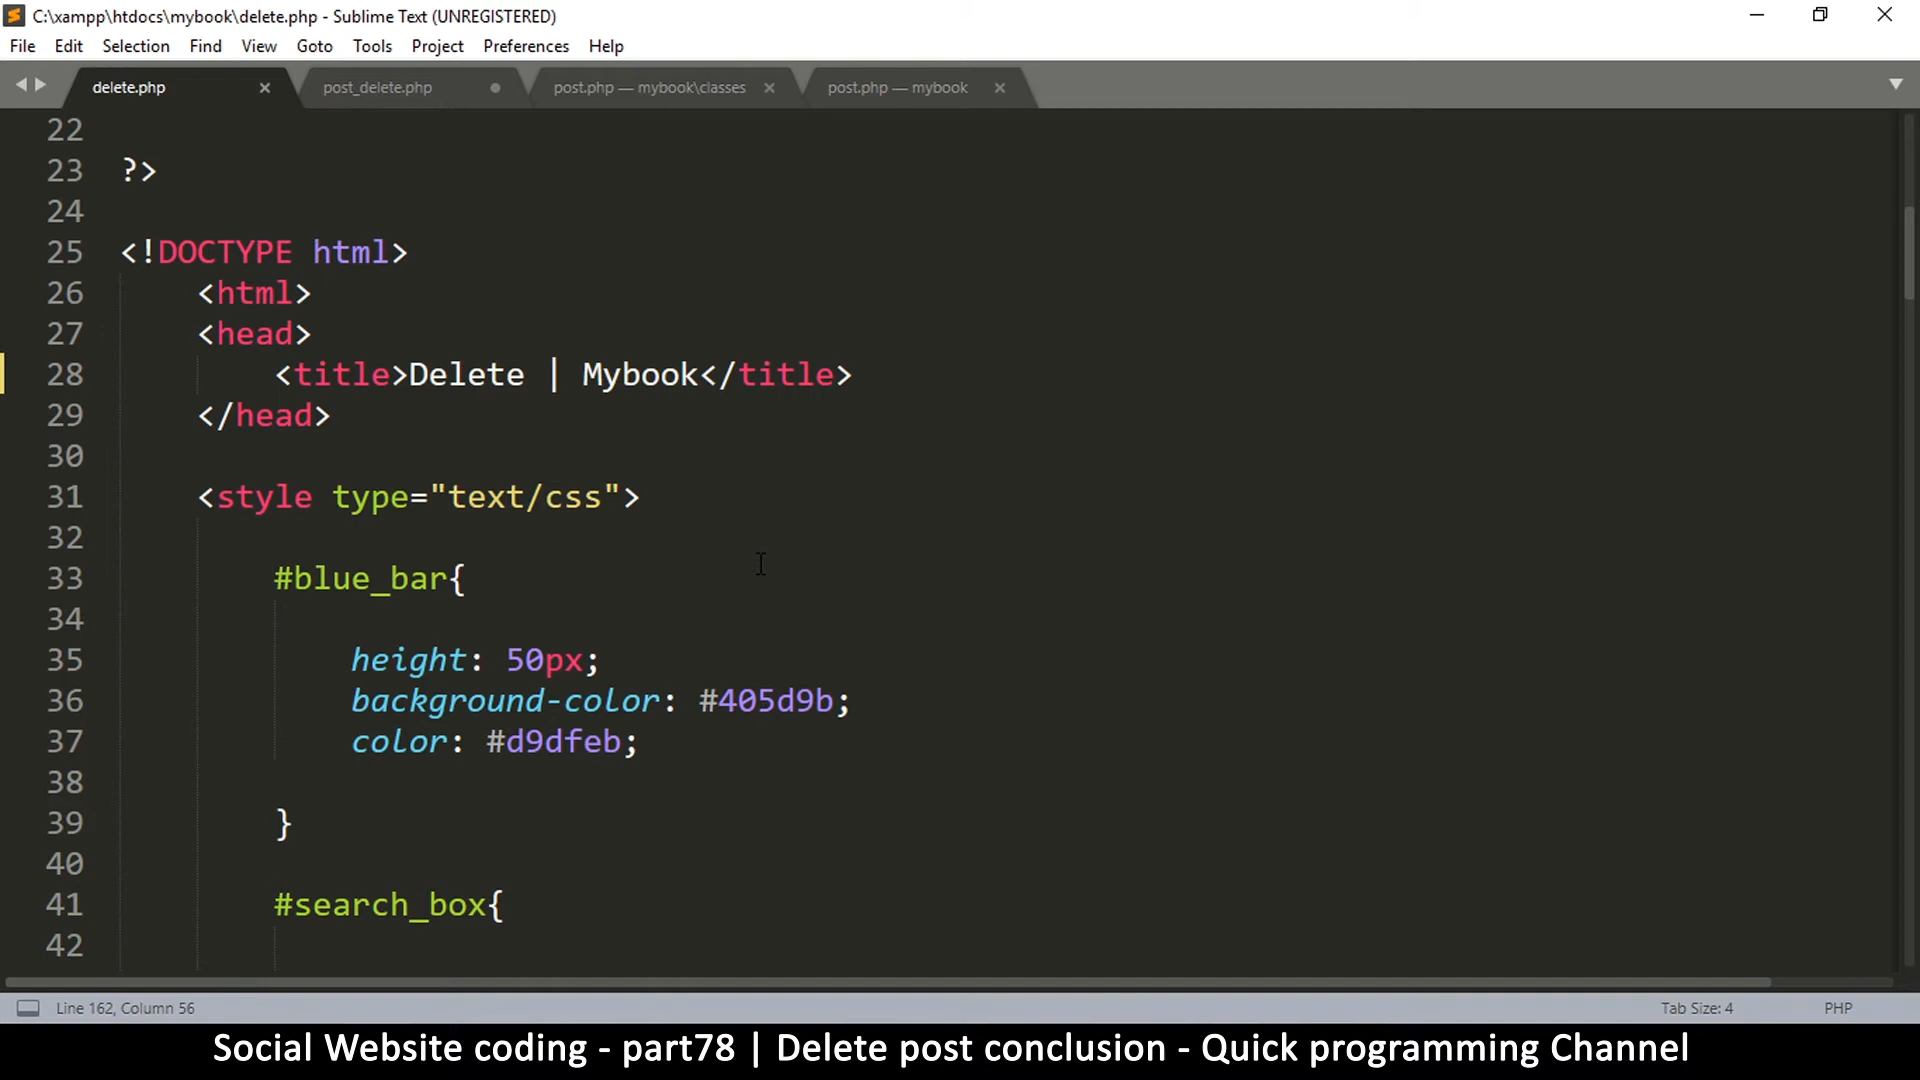 C:\xampp\htdocs\mybook\delete.php - Sublime Text (UNREGISTERED)
File Edit Selection Find View Goto Tools Project Preferences Help
delete.php post_delete.php post.php — mybook\classes post.php — mybook
22
23 ?>
24
25 <!DOCTYPE html>
26 <html>
27 <head>
28 <title>Delete | Mybook</title>
29 </head>
30
31 <style type="text/css">
32
33 #blue_bar{
34
35 height: 50px;
36 background-color: #405d9b;
37 color: #d9dfeb;
38
39 }
40
41 #search_box{
42
Line 162, Column 56 Tab Size: 4 PHP
Social Website coding - part78 | Delete post conclusion - Quick programming Channel